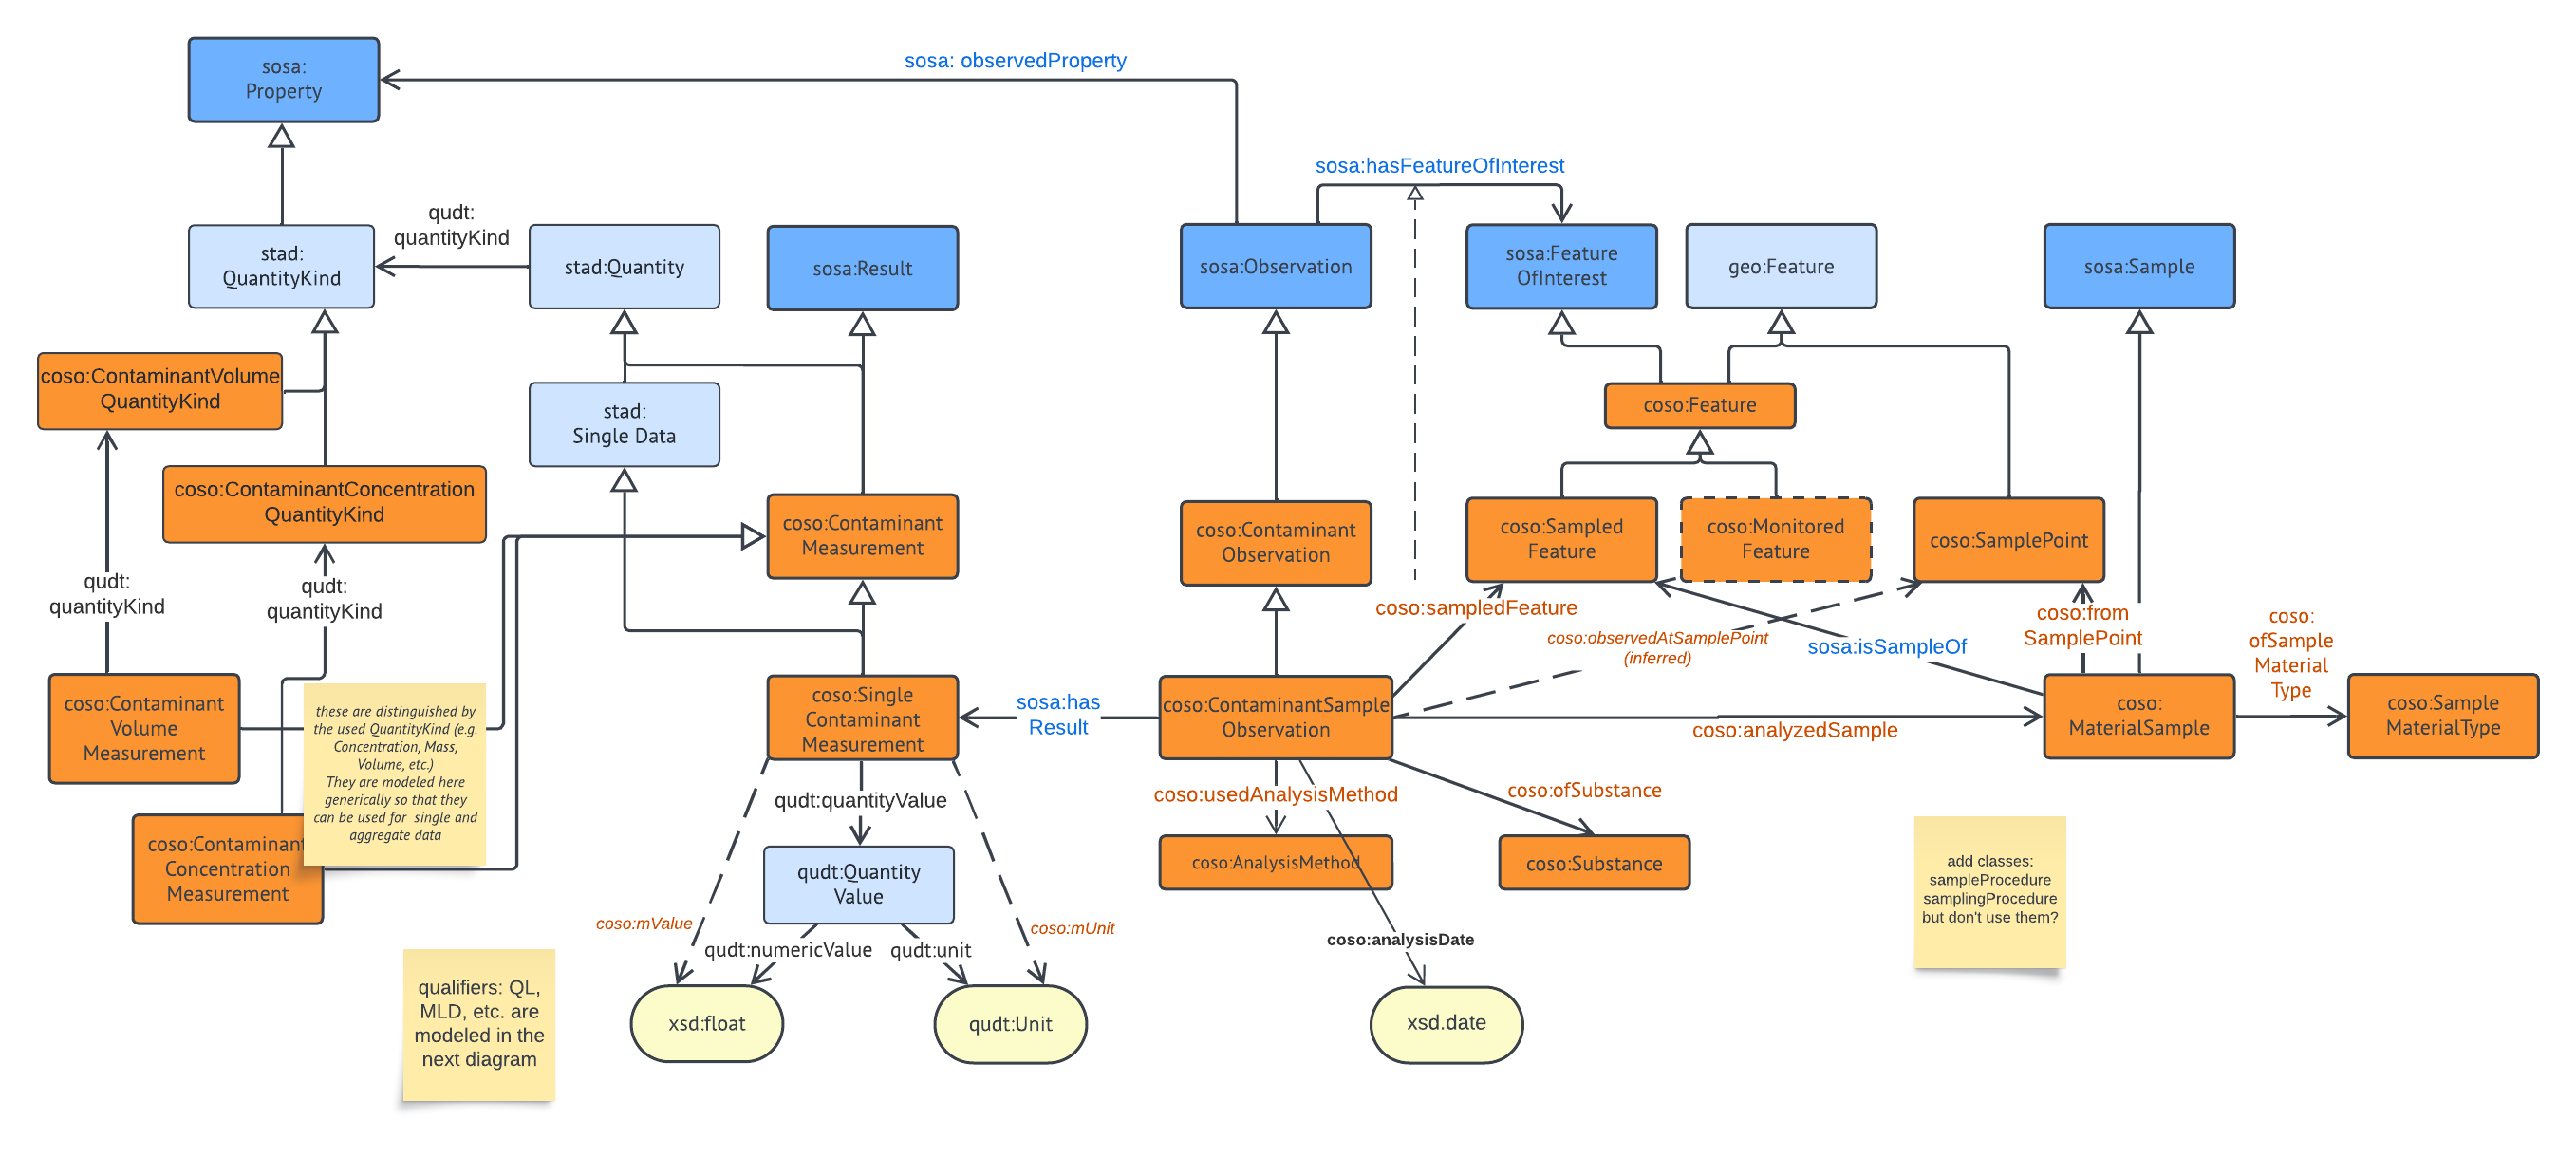 sosa:
Property
sosa: observedProperty
sosa:hasFeatureOfInterest
qudt:
quantityKind
stad:
QuantityKind
stad:Quantity
sosa:Result
sosa:Observation
sosa:Feature
OfInterest
geo:Feature
sosa:Sample
coso:ContaminantVolume
QuantityKind
stad:
Single Data
coso:Feature
coso:ContaminantConcentration
QuantityKind
coso:Contaminant
Measurement
coso:Contaminant
Observation
coso:Sampled
Feature
coso:Monitored
Feature
coso:SamplePoint
qudt:
quantityKind
qudt:
quantityKind
coso:sampledFeature
coso:observedAtSamplePoint
(inferred)
sosa:isSampleOf
coso:from
SamplePoint
coso:
ofSample
Material
Type
coso:Contaminant
Volume
Measurement
these are distinguished by
the used QuantityKind (e.g.
Concentration, Mass,
Volume, etc.)
They are modeled here
generically so that they
can be used for  single and
aggregate data
coso:Single
Contaminant
Measurement
sosa:has
Result
coso:ContaminantSample
Observation
coso:analyzedSample
coso:
MaterialSample
coso:Sample
MaterialType
qudt:quantityValue
coso:usedAnalysisMethod
coso:ofSubstance
coso:Contaminant
Concentration
Measurement
qudt:Quantity
Value
coso:AnalysisMethod
coso:Substance
add classes:
sampleProcedure
samplingProcedure
but don't use them?
coso:mValue
coso:mUnit
qudt:numericValue
qudt:unit
coso:analysisDate
qualifiers: QL,
MLD, etc. are
modeled in the
next diagram
xsd:float
qudt:Unit
xsd.date